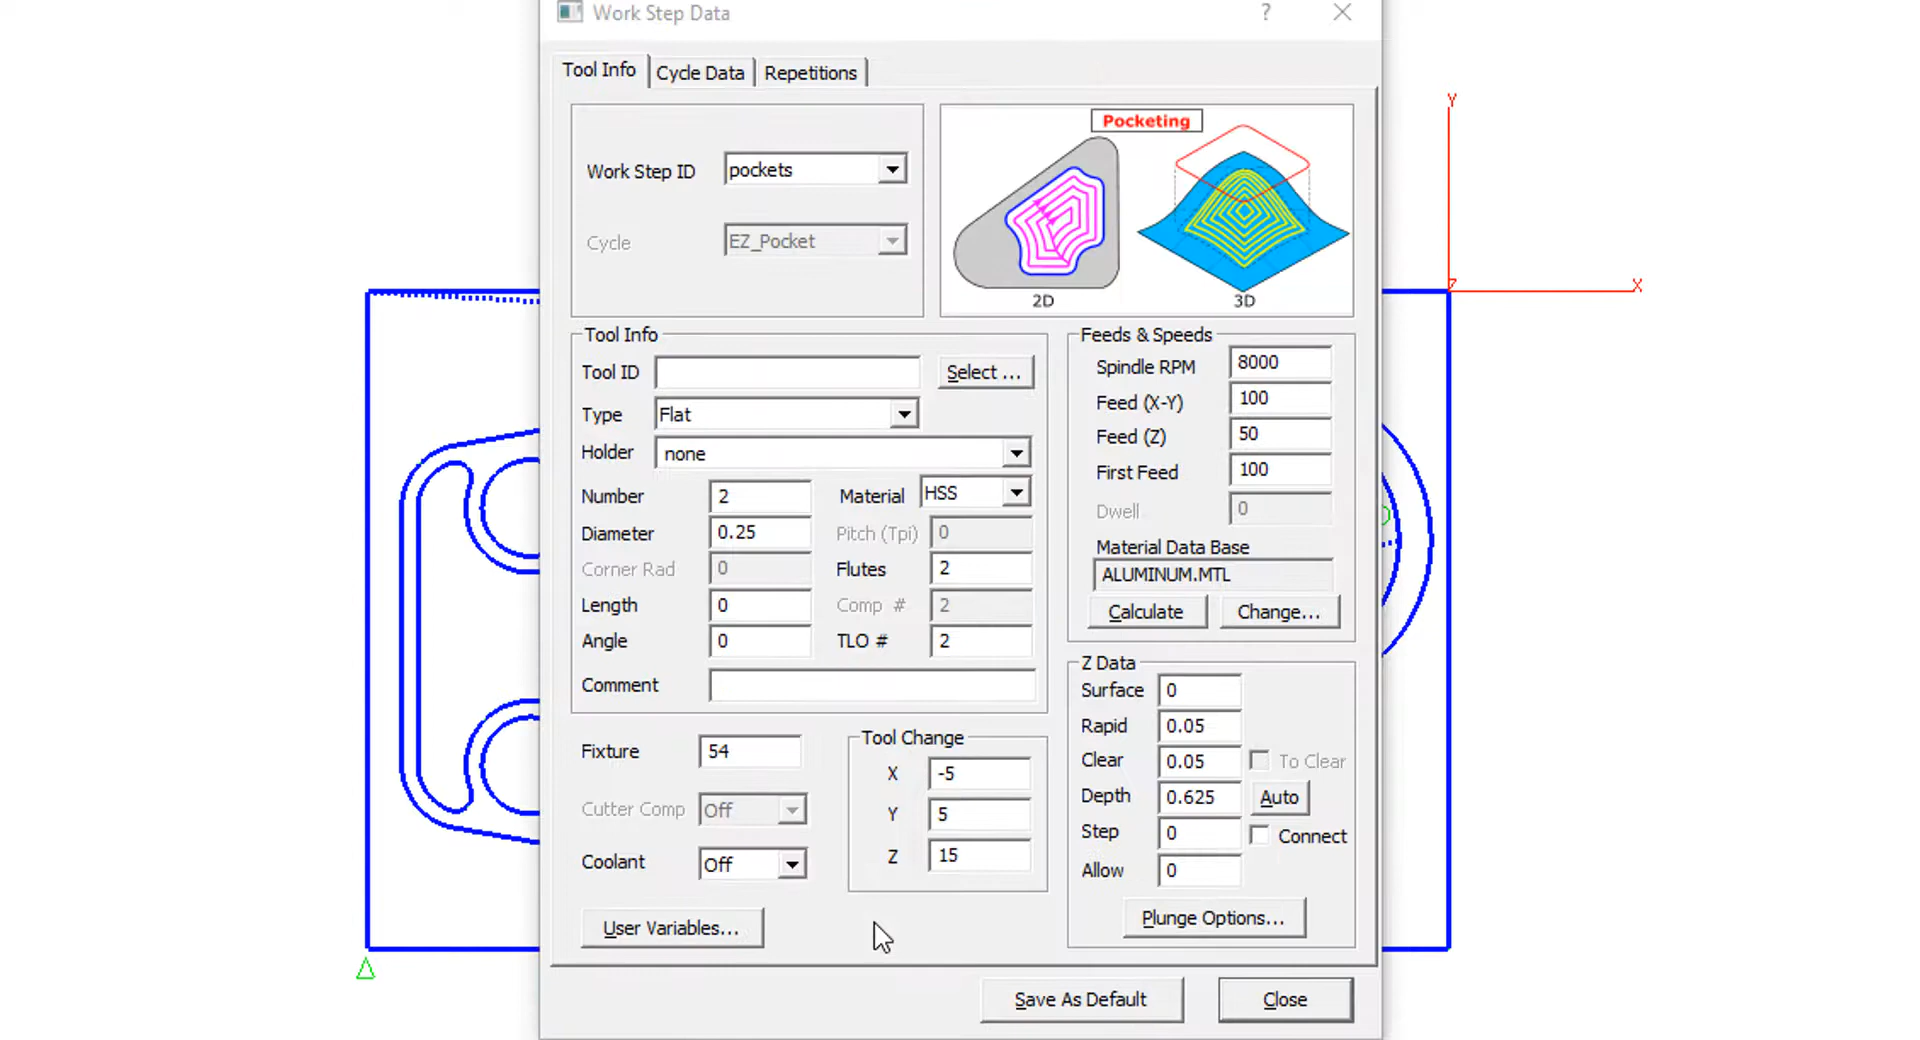 Work Step Data ?
Tool Info Cycle Data Repetitions
Work Step ID pockets
Cycle EZ_Pocket
Pocketing
2D 3D
Tool Info
Tool ID Select ...
Type Flat
Holder none
Number 2 Material HSS
Diameter 0.25 Pitch (Tpi) 0
Corner Rad 0 Flutes 2
Length 0 Comp # 2
Angle 0 TLO # 2
Comment
Feeds & Speeds
Spindle RPM 8000
Feed (X-Y) 100
Feed (Z) 50
First Feed 100
Dwell 0
Material Data Base
ALUMINUM.MTL
Calculate Change...
Fixture 54
Cutter Comp Off
Coolant Off
User Variables...
Tool Change
X -5
Y 5
Z 15
Z Data
Surface 0
Rapid 0.05
Clear 0.05 To Clear
Depth 0.625 Auto
Step 0 Connect
Allow 0
Plunge Options...
Save As Default Close
Y
Z X